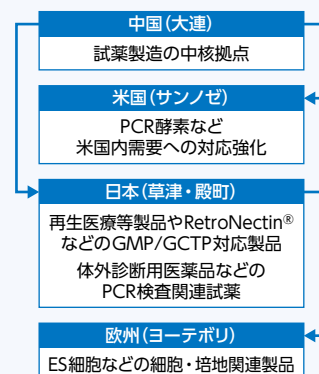 中国（大連）
試薬製造の中核拠点
米国（サンノゼ）
PCR酵素など
米国内需要への対応強化
日本（草津・殿町）
再生医療等製品やRetroNectin®
などのGMP/GCTP対応製品
体外診断用医薬品などの
PCR検査関連試薬
欧州（ヨーテボリ）
ES細胞などの細胞・培地関連製品